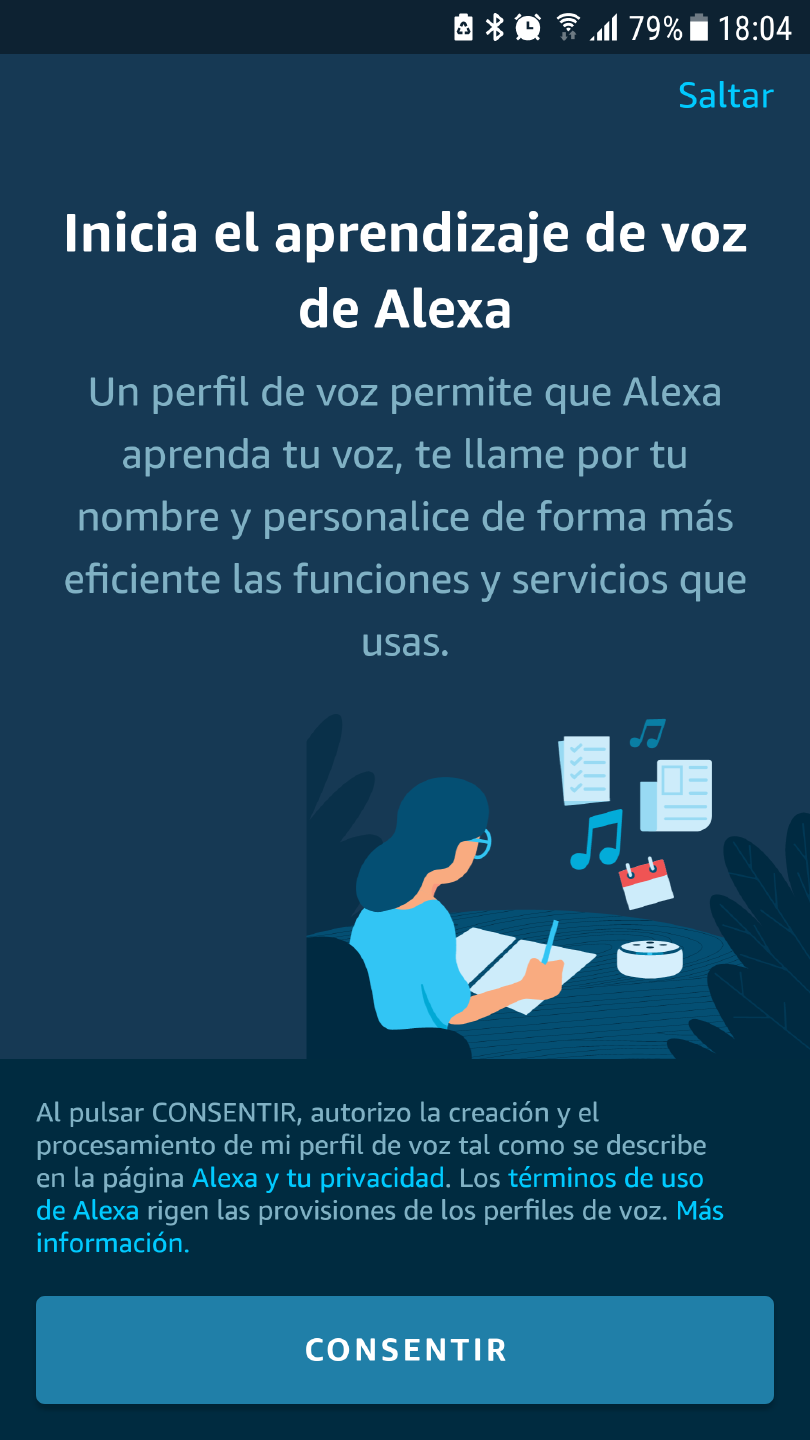 79% 18:04
Saltar
Inicia el aprendizaje de voz
de Alexa
Un perfil de voz permite que Alexa
aprenda tu voz, te llame por tu
nombre y personalice de forma más
eficiente las funciones y servicios que
usas.
Al pulsar CONSENTIR, autorizo la creación y el
procesamiento de mi perfil de voz tal como se describe
en la página Alexa y tu privacidad. Los términos de uso
de Alexa rigen las provisiones de los perfiles de voz. Más
información.
CONSENTIR